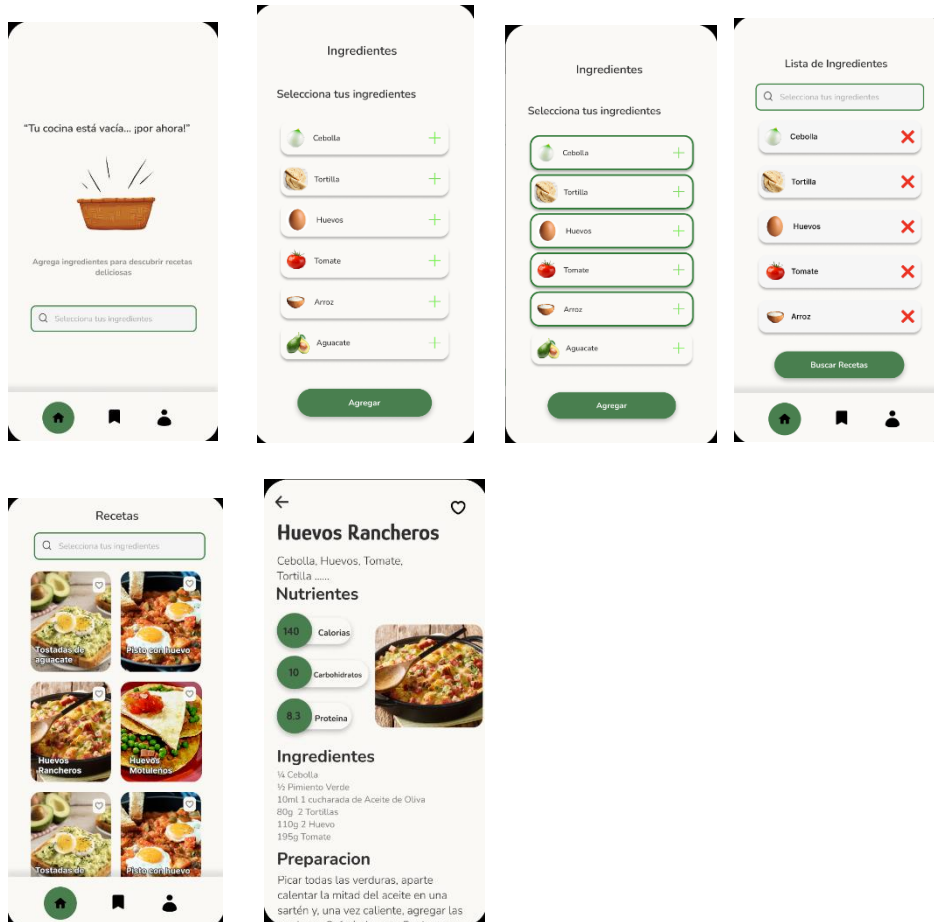 “Tu cocina está vacía... ¡por ahora!”
Agrega ingredientes para descubrir recetas
deliciosas
Selecciona tus ingredientes
Ingredientes
Selecciona tus ingredientes
Cebolla
Tortilla
Huevos
Tomate
Arroz
Aguacate
Agregar
Ingredientes
Selecciona tus ingredientes
Cebolla
Tortilla
Huevos
Tomate
Arroz
Aguacate
Agregar
Lista de Ingredientes
Selecciona tus ingredientes
Cebolla
Tortilla
Huevos
Tomate
Arroz
Buscar Recetas
Recetas
Selecciona tus ingredientes
Tostadas de
aguacate
Pisto con huevo
Huevos
Rancheros
Huevos
Motuleños
Tostadas de
Pisto con huevo
Huevos Rancheros
Cebolla, Huevos, Tomate,
Tortilla ......
Nutrientes
140 Calorias
10 Carbohidratos
8.3 Proteina
Ingredientes
¼ Cebolla
½ Pimiento Verde
10ml 1 cucharada de Aceite de Oliva
80g 2 Tortillas
110g 2 Huevo
195g Tomate
Preparacion
Picar todas las verduras, aparte
calentar la mitad del aceite en una
sartén y, una vez caliente, agregar las